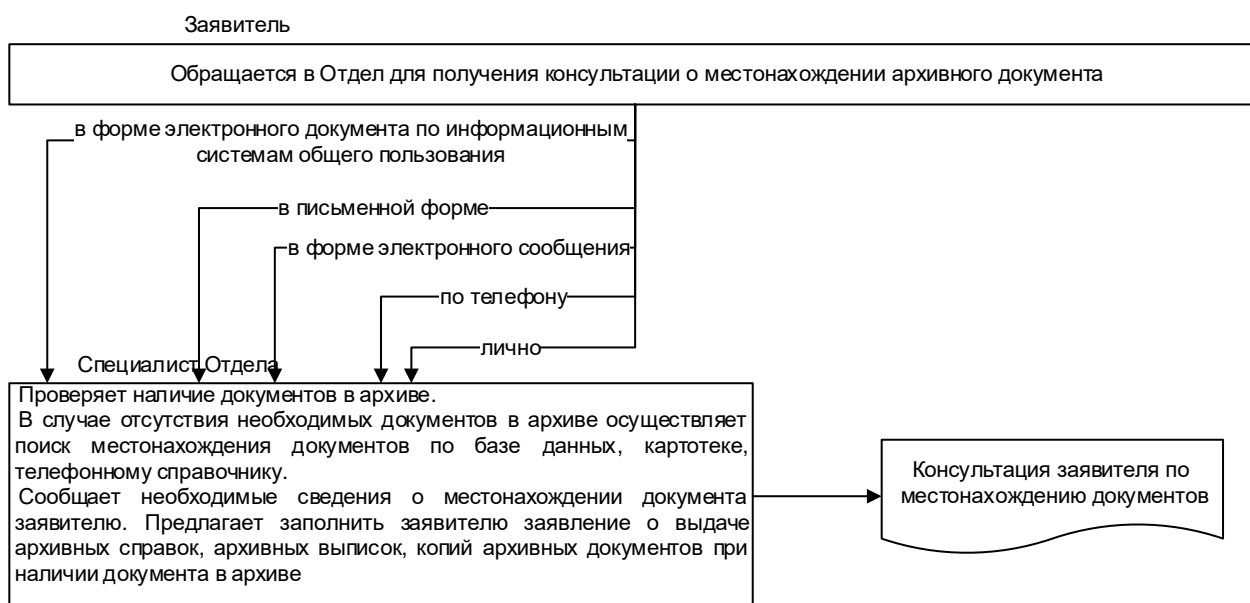 Заявитель
Обращается в Отдел для получения консультации о местонахождении архивного документа
в форме электронного документа по информационным
системам общего пользования
в письменной форме
в форме электронного сообщения
по телефону
лично
Специалист Отдела
Проверяет наличие документов в архиве.
В случае отсутствия необходимых документов в архиве осуществляет
поиск местонахождения документов по базе данных, картотеке,
телефонному справочнику.
Сообщает необходимые сведения о местонахождении документа
заявителю. Предлагает заполнить заявителю заявление о выдаче
архивных справок, архивных выписок, копий архивных документов при
наличии документа в архиве
Консультация заявителя по
местонахождению документов